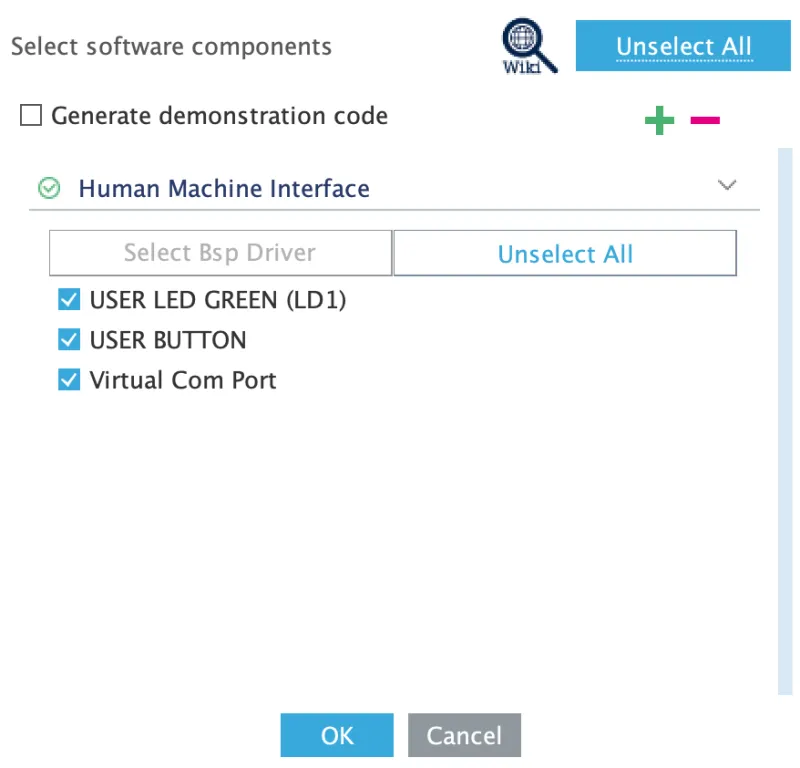 Select software components
Wiki
Unselect All
Generate demonstration code
Human Machine Interface
Select Bsp Driver
Unselect All
USER LED GREEN (LD1)
USER BUTTON
Virtual Com Port
OK
Cancel